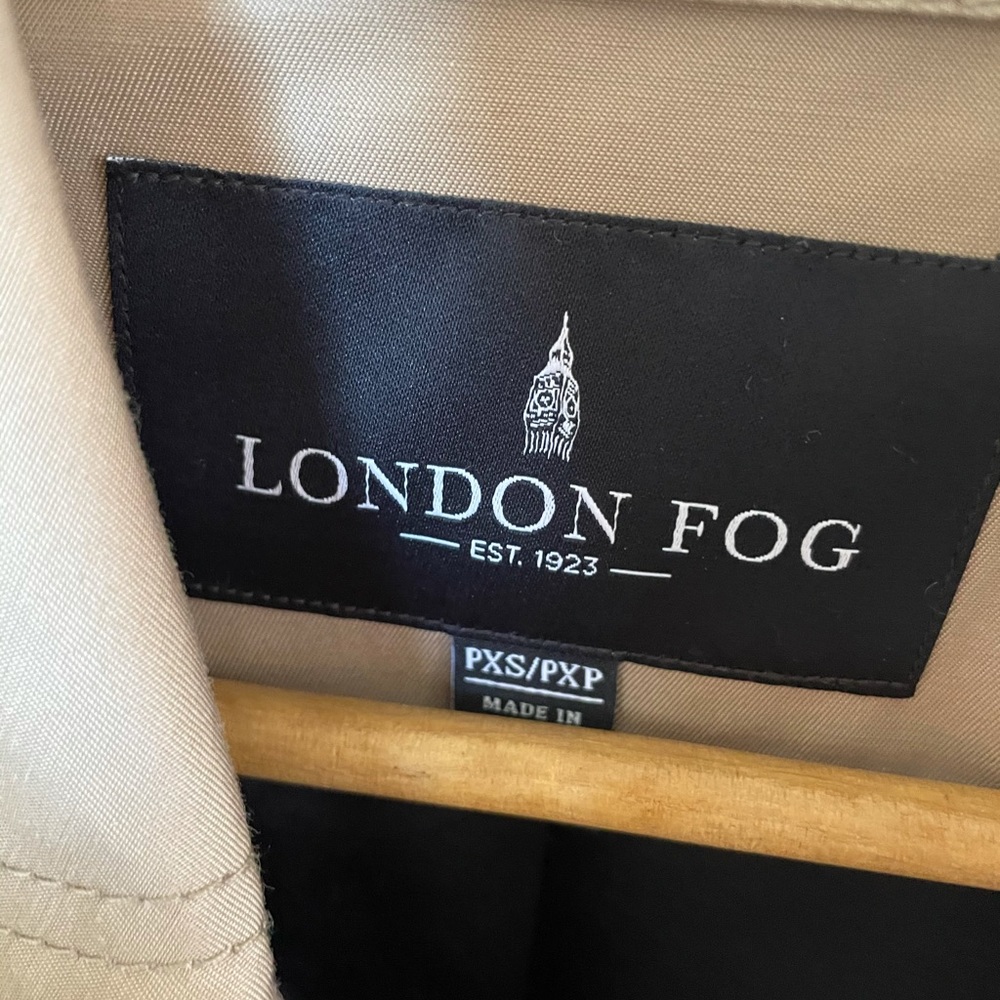 LONDON FOG
EST. 1923
PXS/PXP
MADE IN